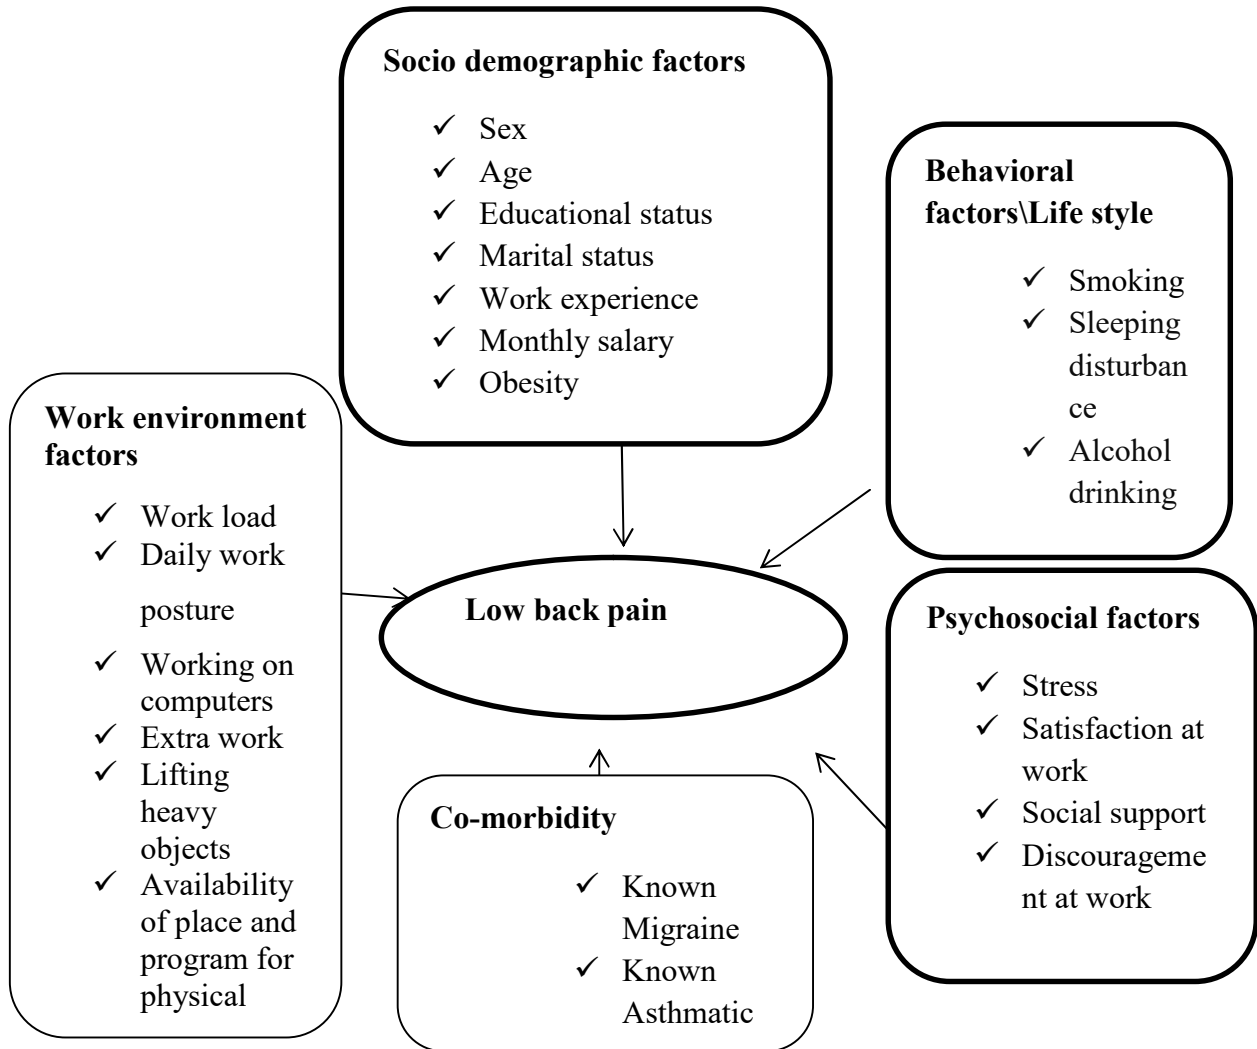 Socio demographic factors
✓ Sex
✓ Age
✓ Educational status
✓ Marital status
✓ Work experience
✓ Monthly salary
✓ Obesity
Behavioral
factors\Life style
✓ Smoking
✓ Sleeping
disturban
ce
✓ Alcohol
drinking
Work environment
factors
✓ Work load
✓ Daily work
posture
✓ Working on
computers
✓ Extra work
✓ Lifting
heavy
objects
✓ Availability
of place and
program for
physical
Low back pain
Psychosocial factors
✓ Stress
✓ Satisfaction at
work
✓ Social support
✓ Discourageme
nt at work
Co-morbidity
✓ Known
Migraine
✓ Known
Asthmatic